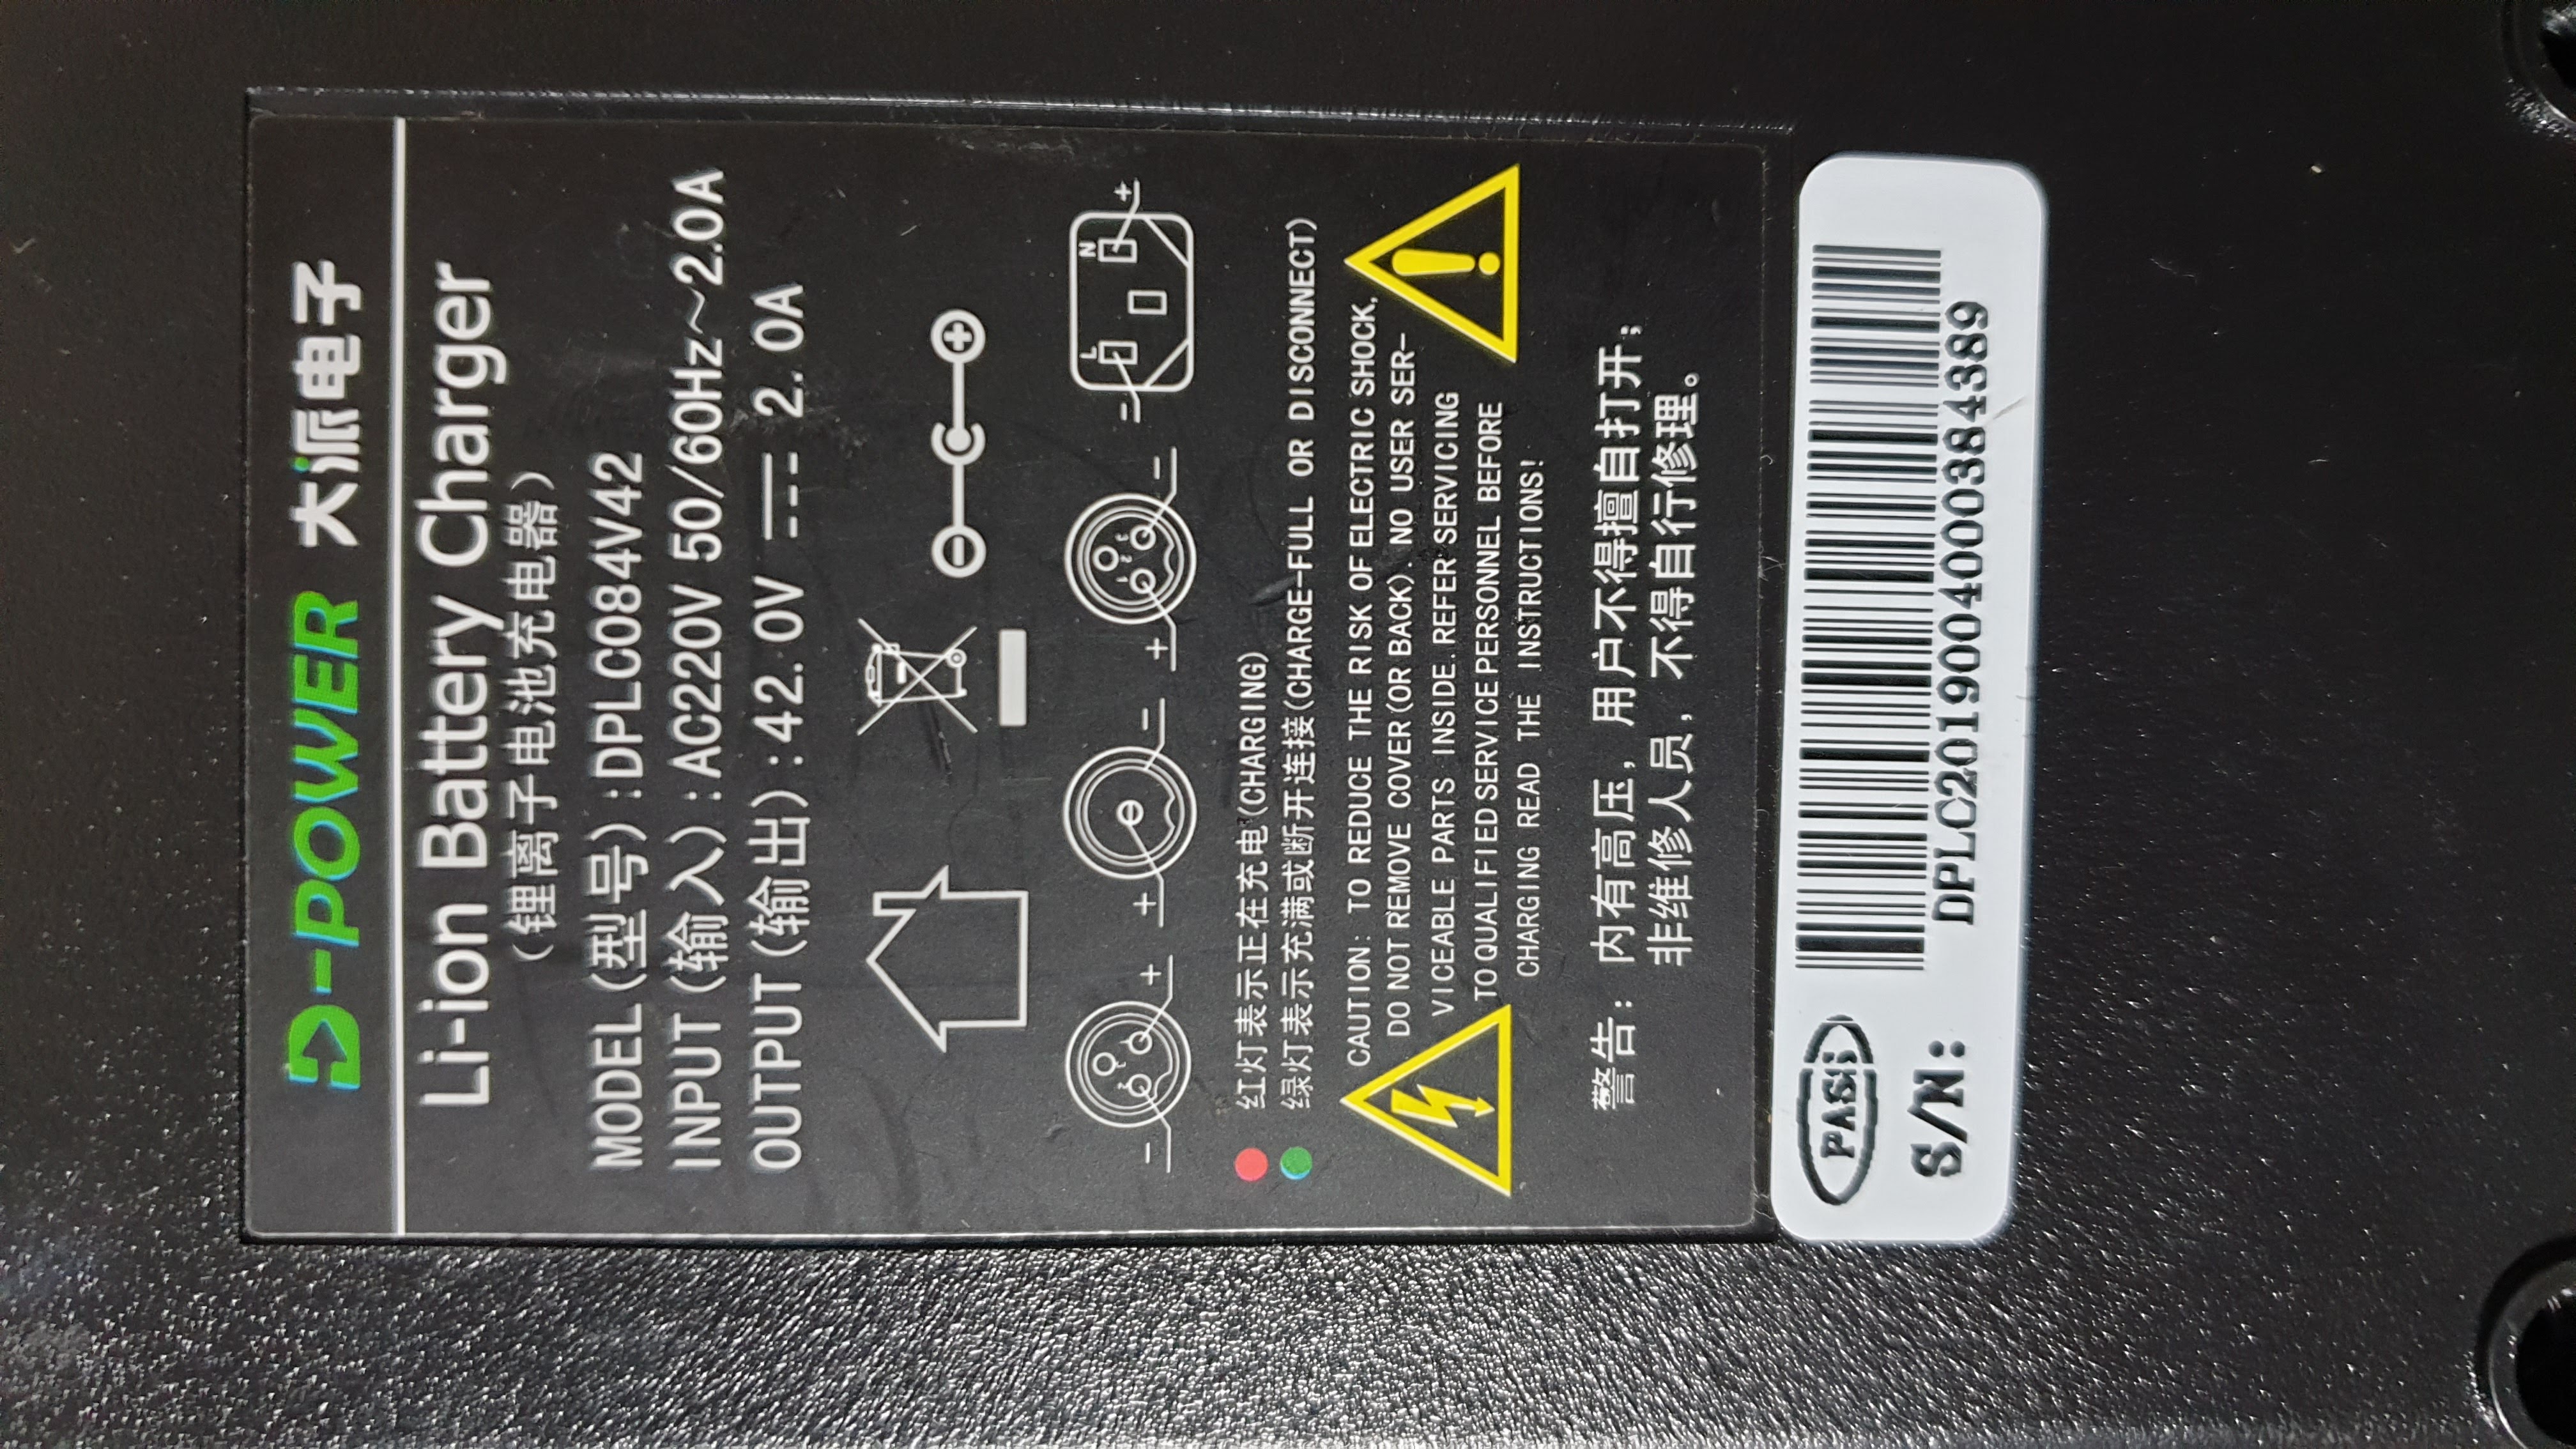 D-POWER 大派电子
Li-ion Battery Charger
（锂离子电池充电器）
MODEL(型号):DPLC084V42
INPUT(输入):AC220V 50/60Hz～2.0A
OUTPUT(输出):42.0V ⎓ 2.0A
L N
2 1
1 2 3
- + + - + - - +
红灯表示正在充电(CHARGING)
绿灯表示充满或断开连接(CHARGE-FULL OR DISCONNECT)
CAUTION: TO REDUCE THE RISK OF ELECTRIC SHOCK,
DO NOT REMOVE COVER(OR BACK). NO USER SER-
VICEABLE PARTS INSIDE.REFER SERVICING
TO QUALIFIED SERVICE PERSONNEL BEFORE
CHARGING READ THE INSTRUCTIONS!
警告：内有高压，用户不得擅自打开；
非维修人员，不得自行修理。
PASS
S/N:
DPLC2019004000384389